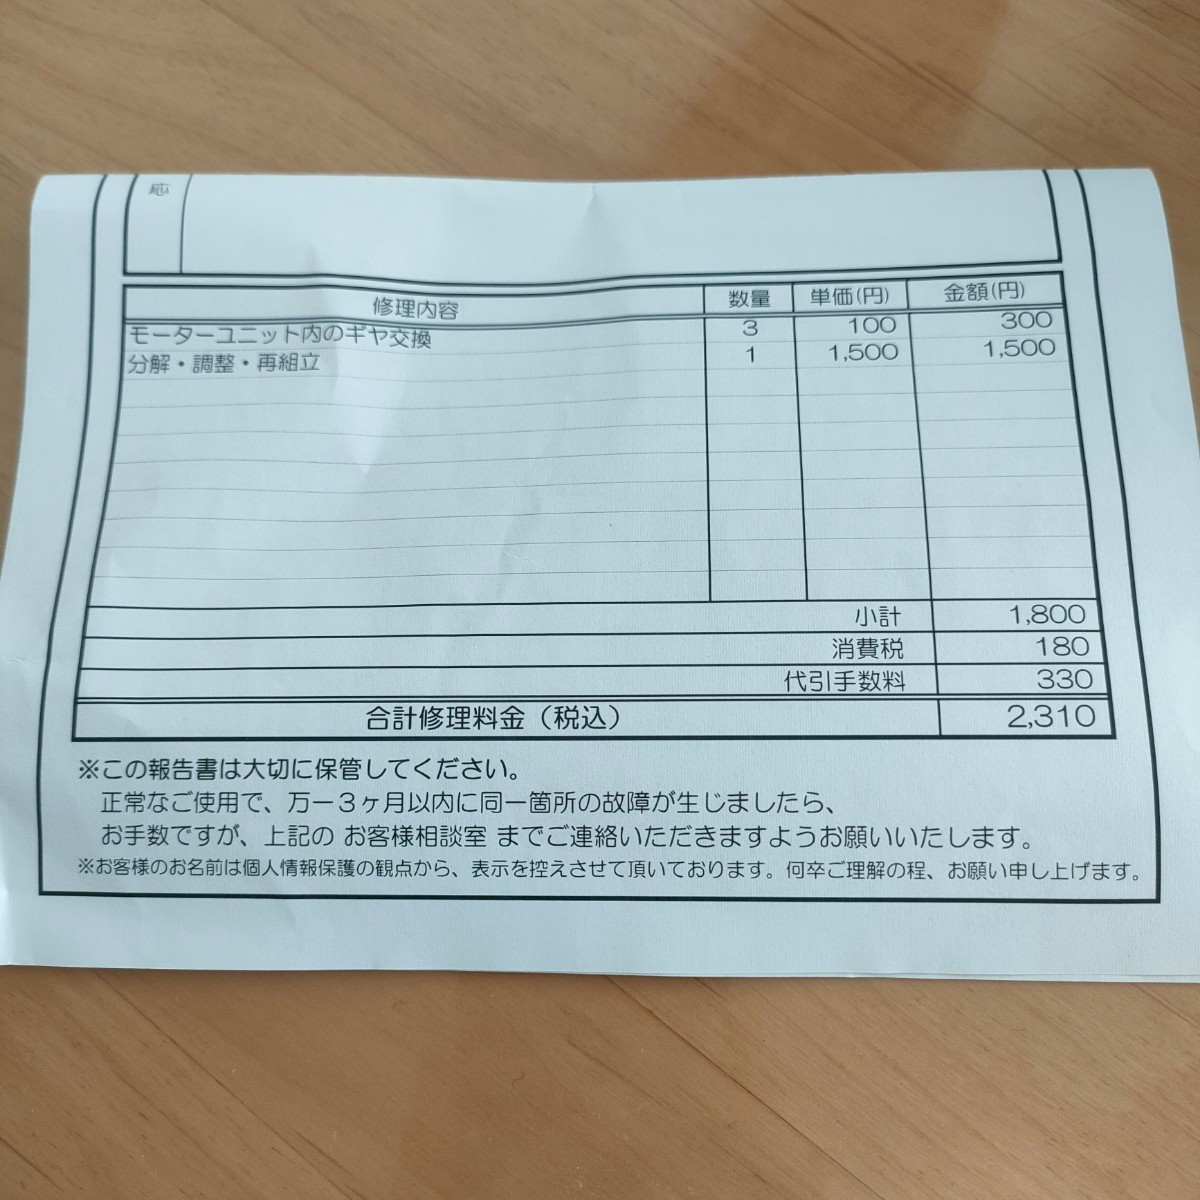 応
修理内容 数量 単価(円) 金額(円)
モーターユニット内のギヤ交換 3 100 300
分解・調整・再組立 1 1,500 1,500
小計 1,800
消費税 180
代引手数料 330
合計修理料金（税込） 2,310
※この報告書は大切に保管してください。
正常なご使用で、万一3ヶ月以内に同一箇所の故障が生じましたら、
お手数ですが、上記の お客様相談室 までご連絡いただきますようお願いいたします。
※お客様のお名前は個人情報保護の観点から、表示を控えさせて頂いております。何卒ご理解の程、お願い申し上げます。